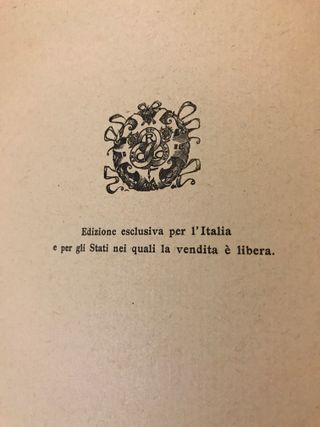 Edizione esclusiva per l'Italia
e per gli Stati nei quali la vendita è libera.